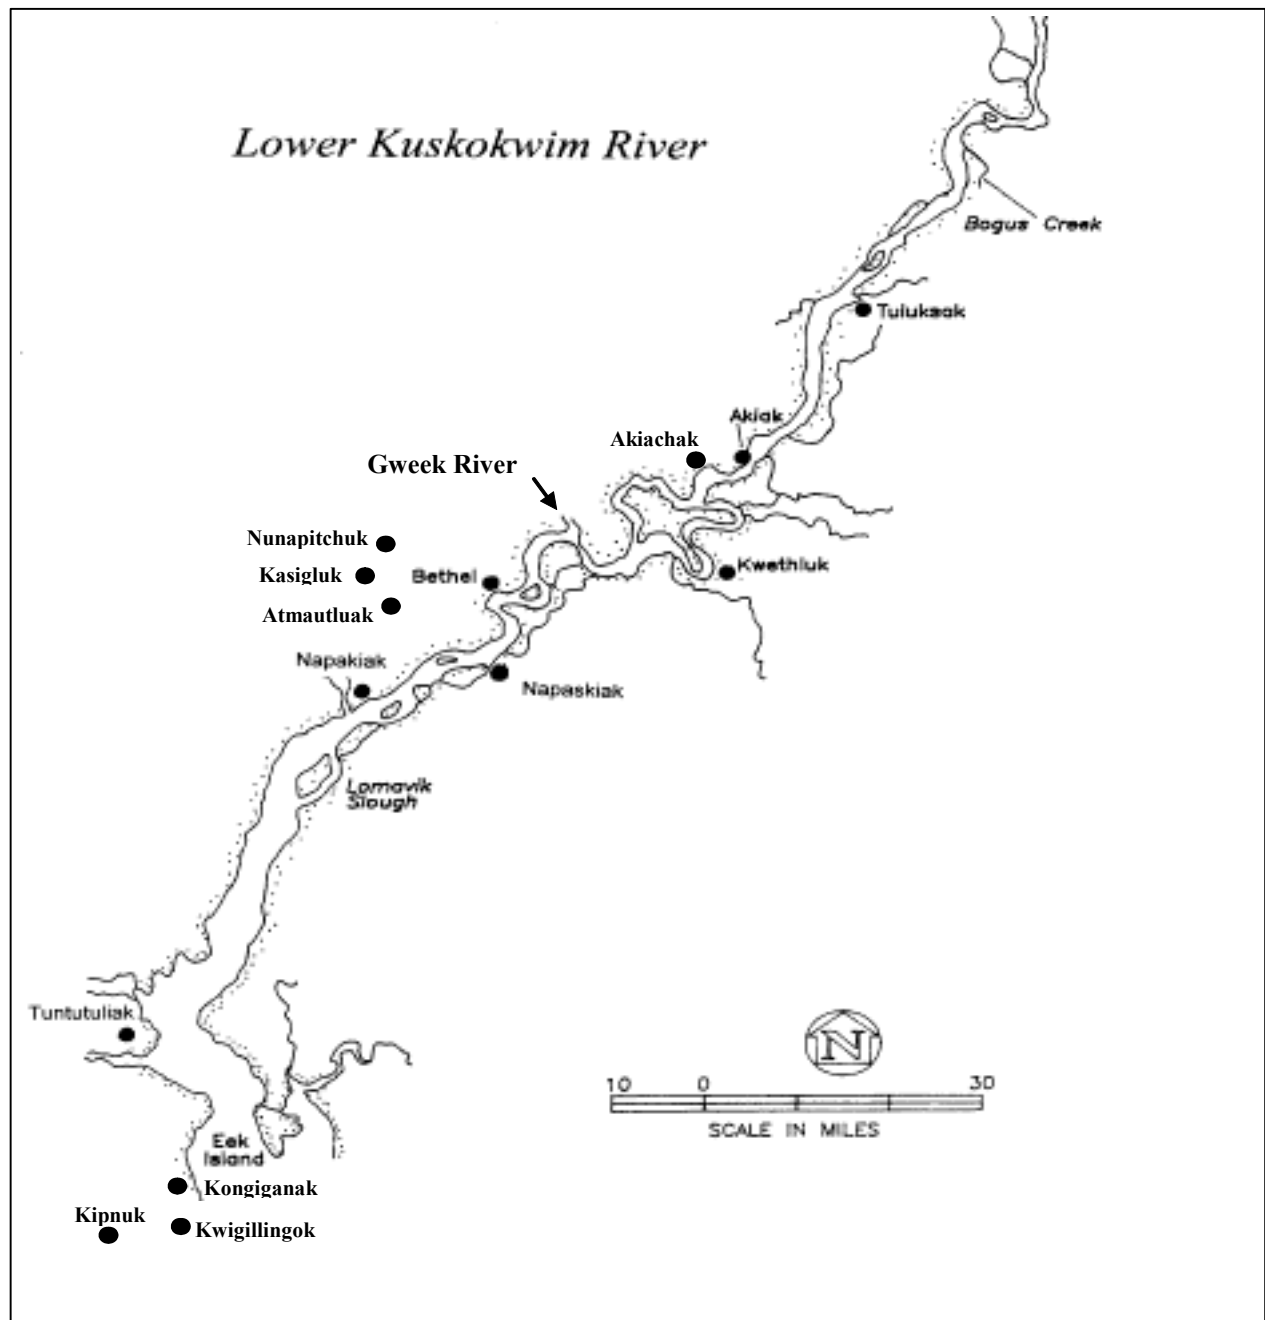 Lower Kuskokwim River
Bogus Creek
Tuluksak
Akiak
Akiachak
Gweek River
Nunapitchuk
Kasigluk
Bethel
Kwethluk
Atmautluak
Napakiak
Napaskiak
Lomavik
Slough
Tuntutuliak
N
10 0 30
SCALE IN MILES
Eek
Island
Kongiganak
Kipnuk
Kwigillingok